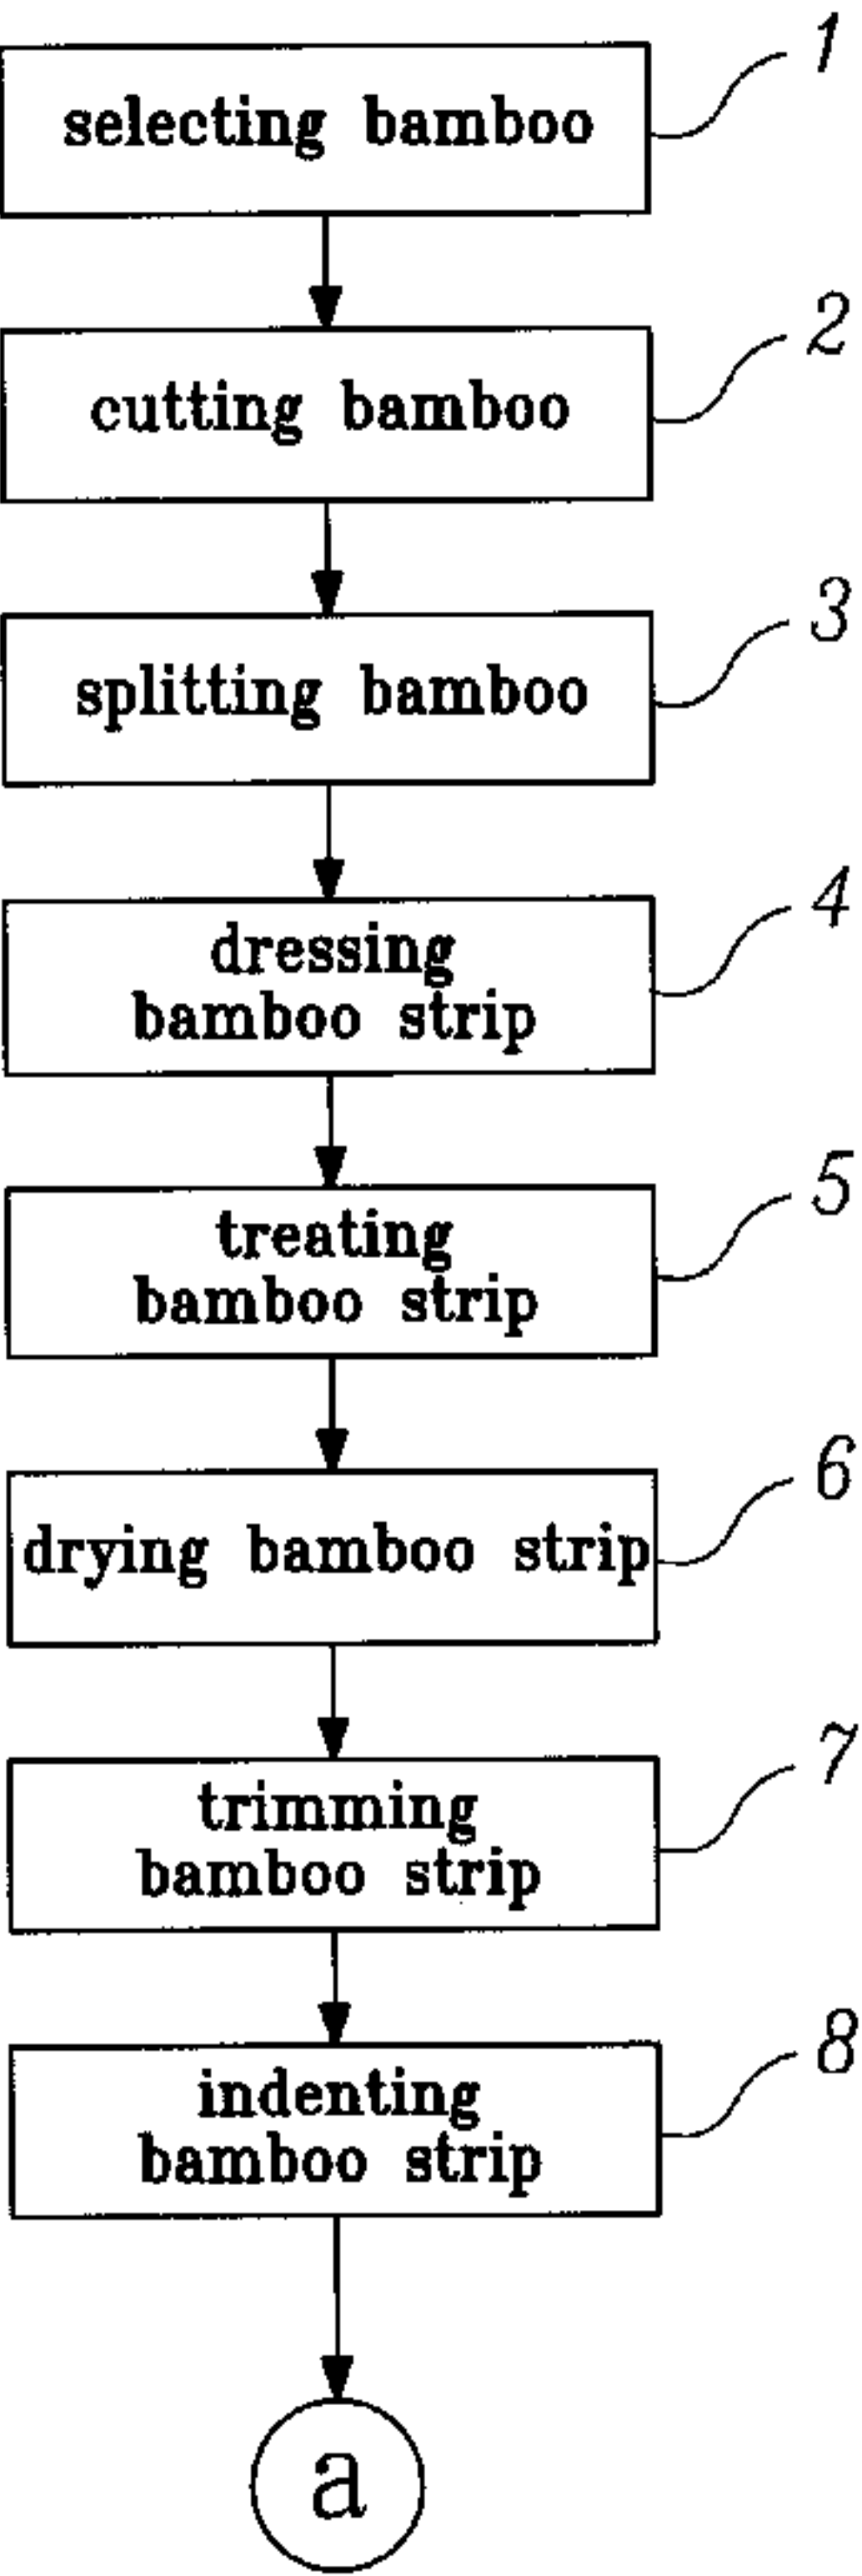 selecting bamboo
1
cutting bamboo
2
splitting bamboo
3
dressing
bamboo strip
4
treating
bamboo strip
5
drying bamboo strip
6
trimming
bamboo strip
7
indenting
bamboo strip
8
a